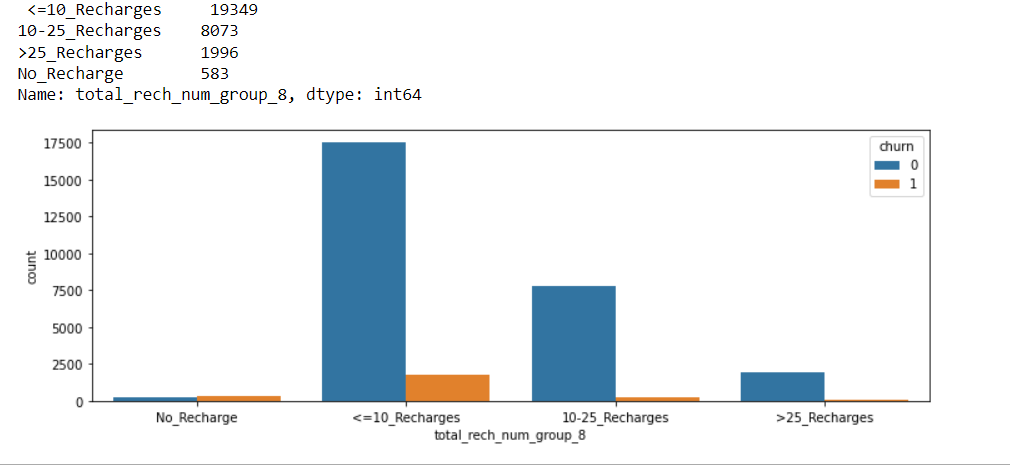 <=10_Recharges     19349
10-25_Recharges    8073
>25_Recharges      1996
No_Recharge        583
Name: total_rech_num_group_8, dtype: int64
churn
0
1
17500
15000
12500
10000
7500
5000
2500
0
count
No_Recharge <=10_Recharges 10-25_Recharges >25_Recharges
total_rech_num_group_8